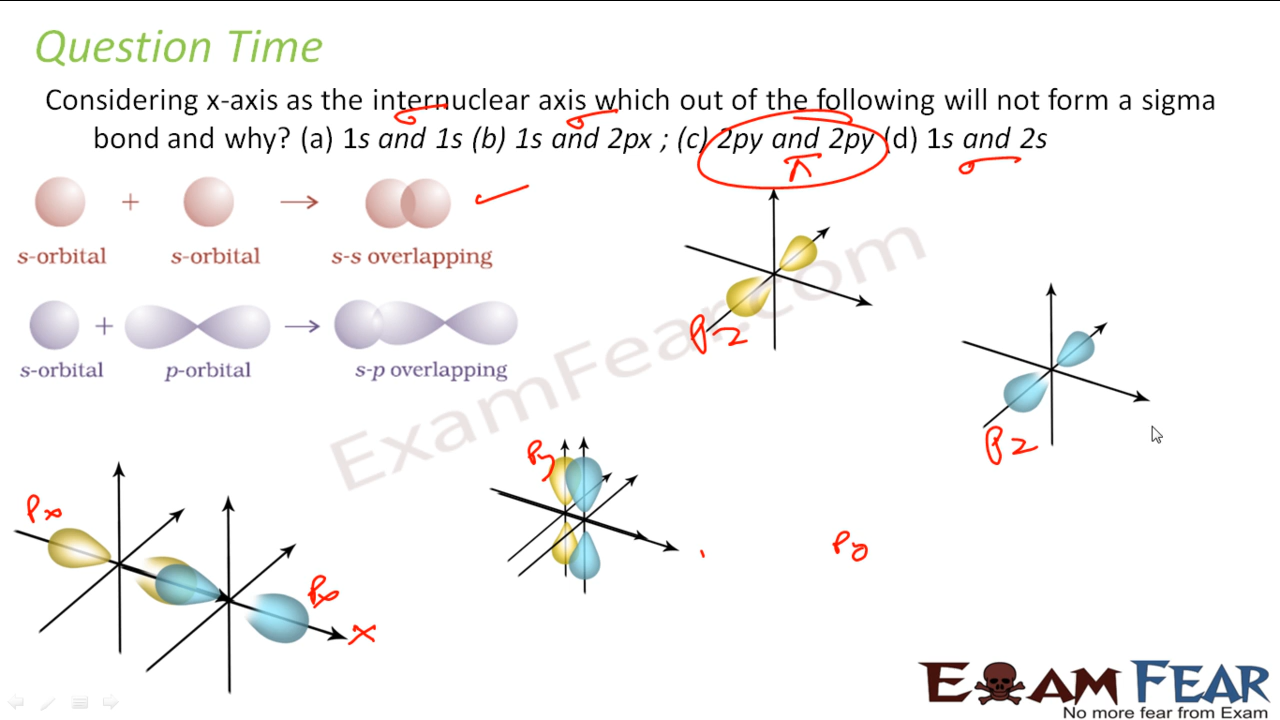 Question Time
Considering x-axis as the internuclear axis which out of the following will not form a sigma
bond and why? (a) 1s and 1s (b) 1s and 2px ; (c) 2py and 2py (d) 1s and 2s
σ σ π σ
s-orbital + s-orbital → s-s overlapping
s-orbital + p-orbital → s-p overlapping
Pz
Pz
Px
Py
Px
X
ExamFear.com
EXAM FEAR
No more fear from Exam